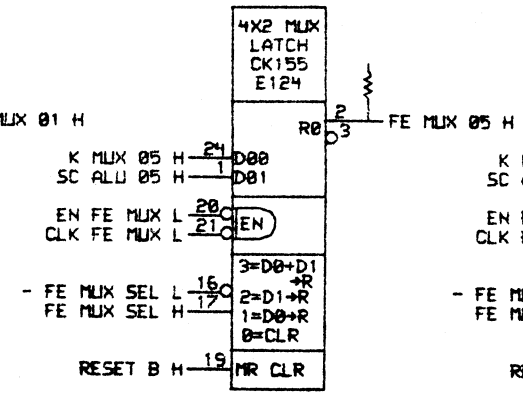 4X2 MUX
LATCH
CK155
E124
MUX 01 H
R0 2 FE MUX 05 H
3
K MUX 05 H 24 D00 K
SC ALU 05 H 1 D01 SC
EN FE MUX L 20 EN EN
CLK FE MUX L 21 CLK
3=D0+D1
→R
- FE MUX SEL L 16 2=D1→R - FE
FE MUX SEL H 17 1=D0→R FE
0=CLR
RESET B H 19 MR CLR